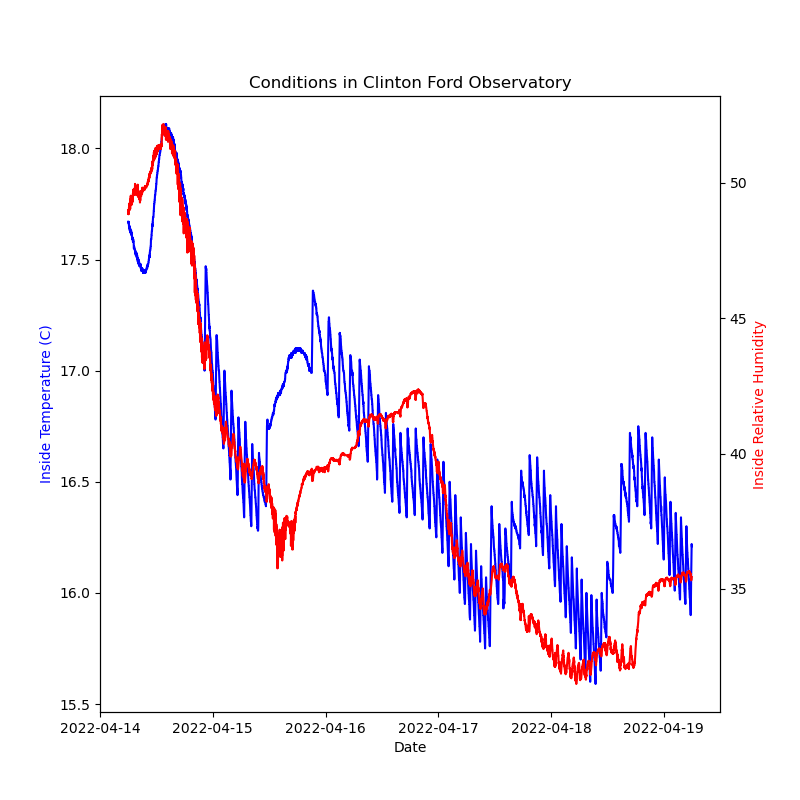 Conditions in Clinton Ford Observatory
Inside Temperature (C)
18.0
17.5
17.0
16.5
16.0
15.5
50
45
40
35
Inside Relative Humidity
2022-04-14 2022-04-15 2022-04-16 2022-04-17 2022-04-18 2022-04-19
Date